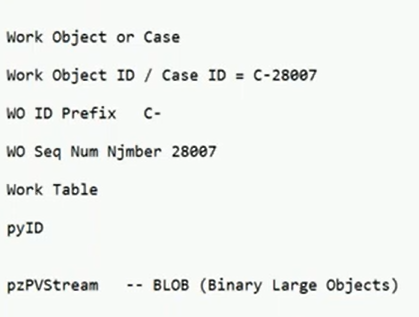 Work Object or Case
Work Object ID / Case ID = C-28007
WO ID Prefix   C-
WO Seq Num Njmber 28007
Work Table
pyID
pzPVStream   -- BLOB (Binary Large Objects)